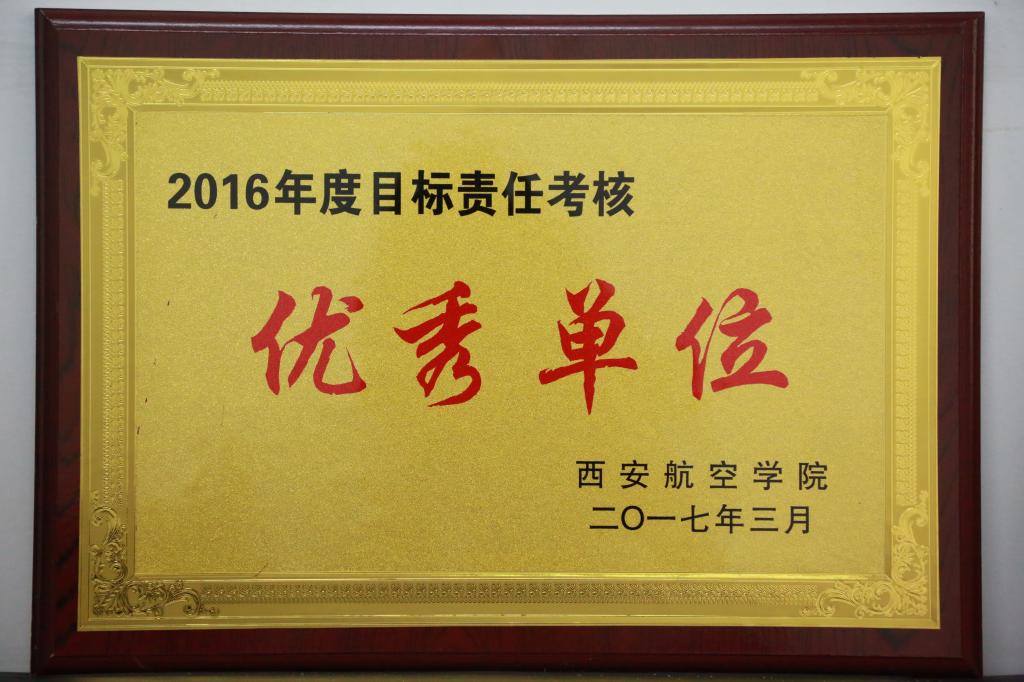 2016年度目标责任考核
优秀单位
西安航空学院
二〇一七年三月